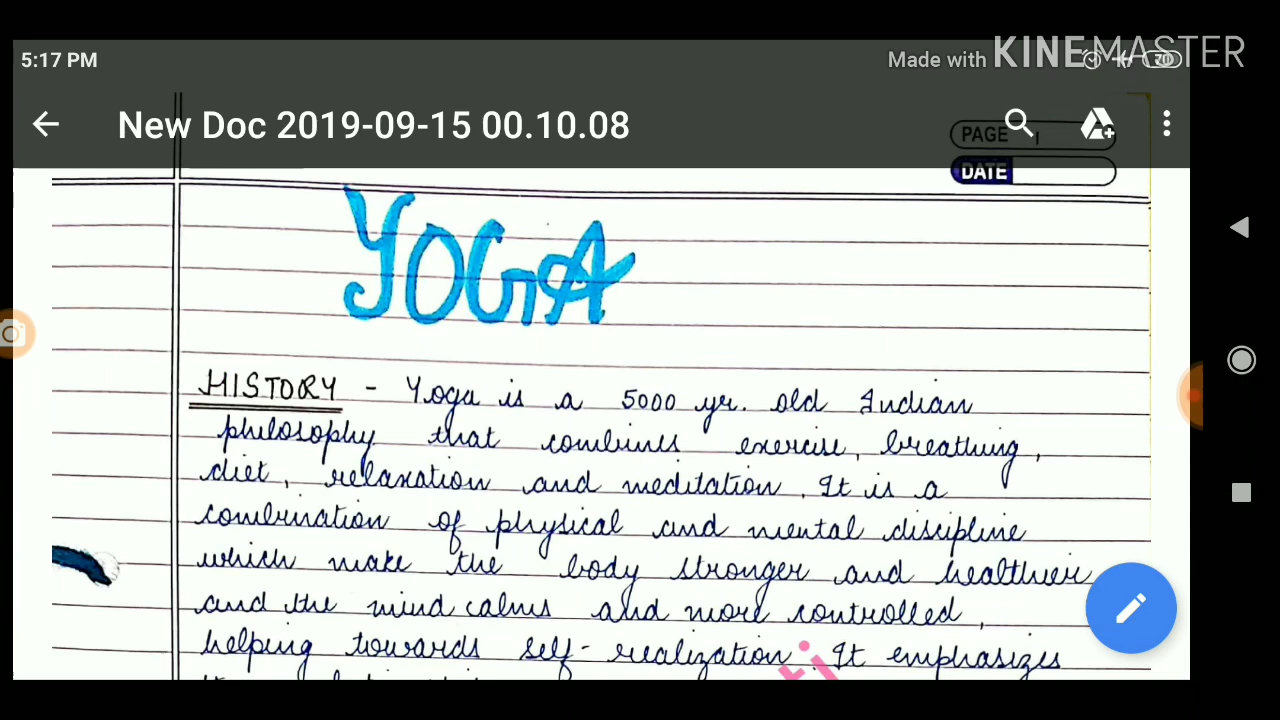 5:17 PM
Made with KINEMASTER
70
New Doc 2019-09-15 00.10.08
PAGE 1
DATE
YOGA
HISTORY - Yoga is a 5000 yr. old Indian
philosophy that combines exercise, breathing,
diet, relaxation and meditation. It is a
combination of physical and mental discipline
which make the body stronger and healthier
and the mind calms and more controlled,
helping towards self-realization. It emphasizes